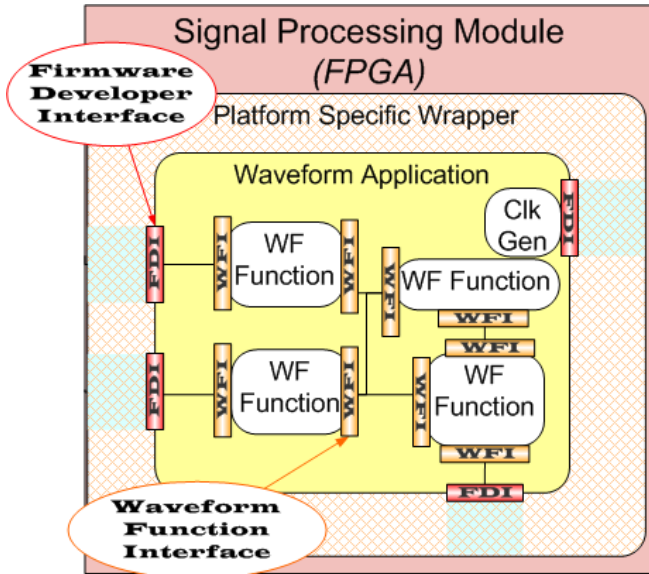 Signal Processing Module
(FPGA)
Firmware
Developer
Interface
Platform Specific Wrapper
Waveform Application
Clk
Gen
FDI
FDI
WFI
WF
Function
WFI
WFI
WF Function
WFI
WFI
FDI
WFI
WF
Function
WFI
WFI
WF
Function
WFI
FDI
Waveform
Function
Interface